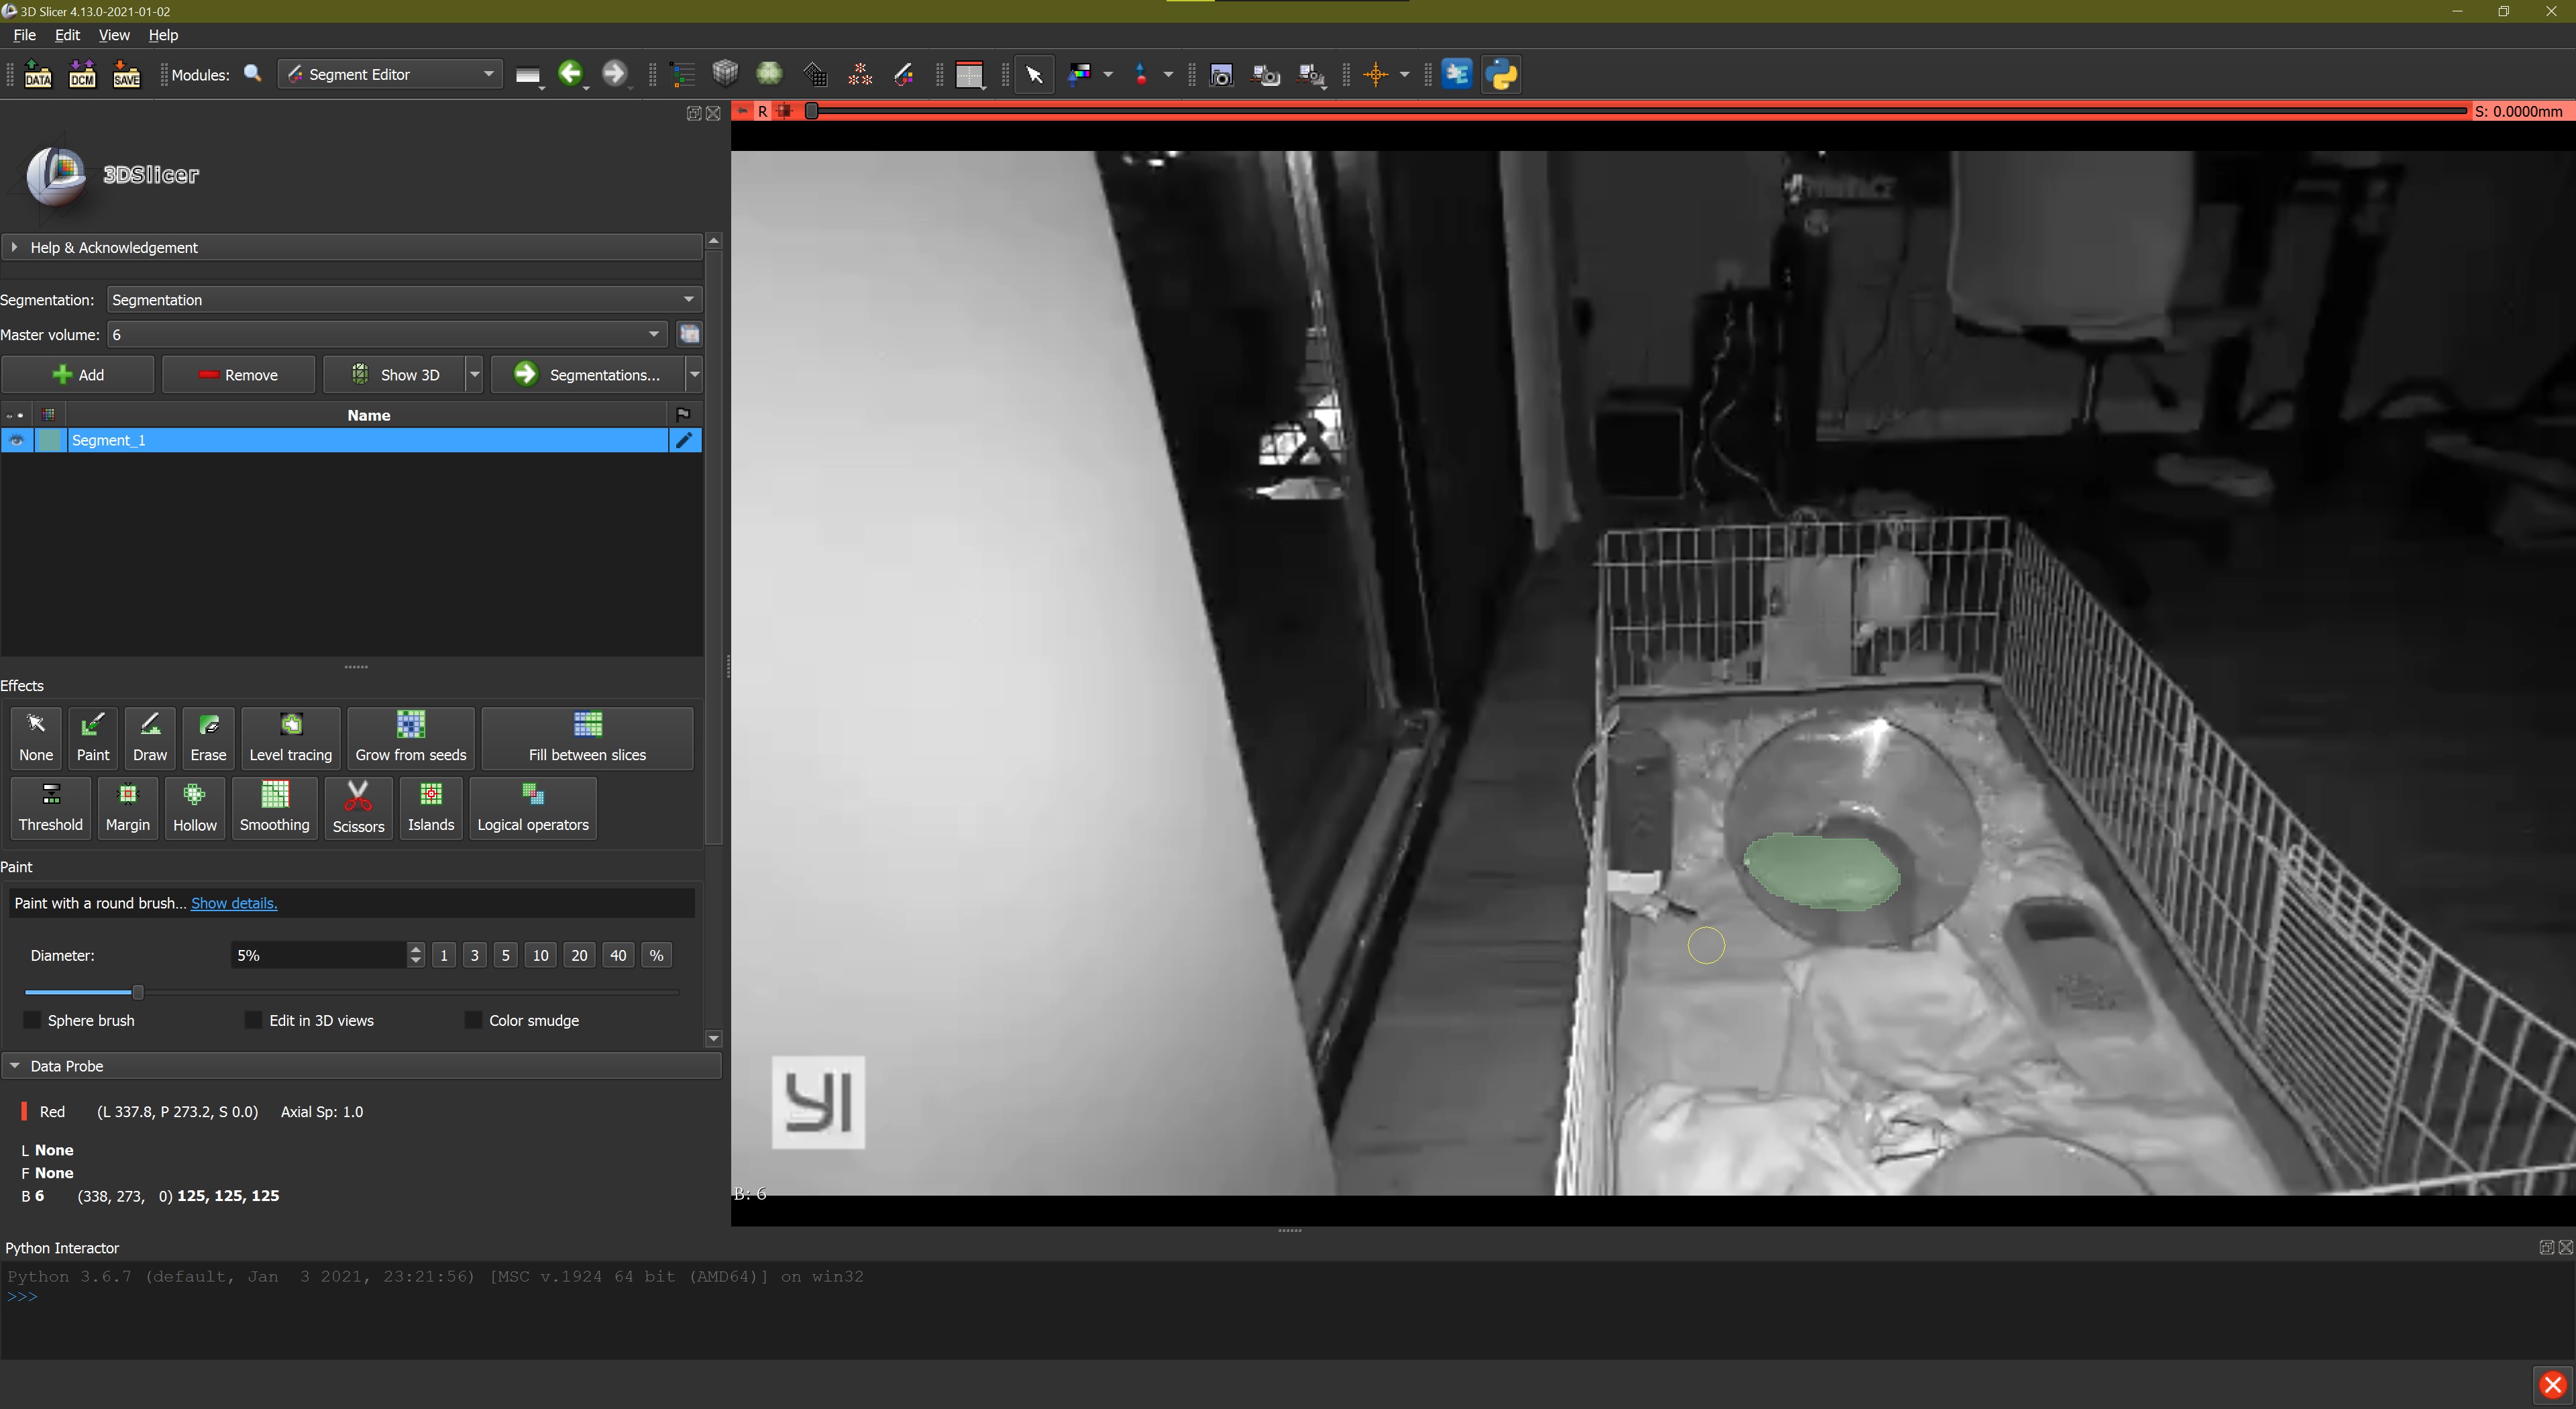 3D Slicer 4.13.0-2021-01-02
File Edit View Help
DATA DCM SAVE Modules: Segment Editor
R S: 0.0000mm
3DSlicer
Help & Acknowledgement
Segmentation: Segmentation
Master volume: 6
Add Remove Show 3D Segmentations...
Name
Segment_1
Effects
None Paint Draw Erase Level tracing Grow from seeds Fill between slices
Threshold Margin Hollow Smoothing Scissors Islands Logical operators
Paint
Paint with a round brush... Show details.
Diameter: 5% 1 3 5 10 20 40 %
Sphere brush Edit in 3D views Color smudge
Data Probe
Red (L 337.8, P 273.2, S 0.0) Axial Sp: 1.0
L None
F None
B 6 (338, 273, 0) 125, 125, 125
YI
B: 6
Python Interactor
Python 3.6.7 (default, Jan  3 2021, 23:21:56) [MSC v.1924 64 bit (AMD64)] on win32
>>>